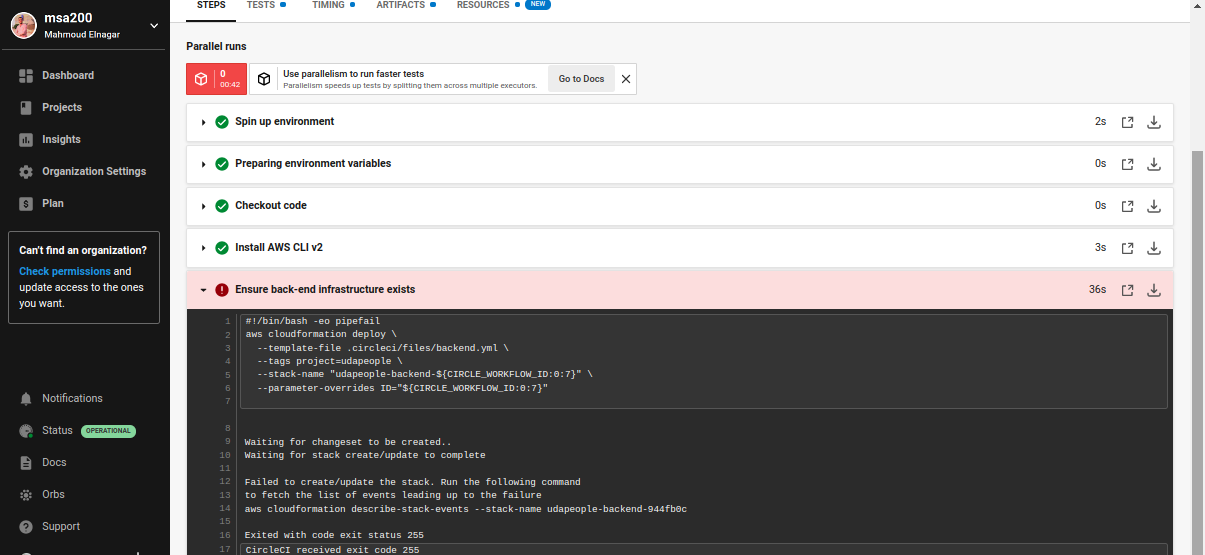 msa200
Mahmoud Elnagar
Dashboard
Projects
Insights
Organization Settings
Plan
Can't find an organization?
Check permissions and
update access to the ones
you want.
Notifications
Status OPERATIONAL
Docs
Orbs
Support
STEPS TESTS TIMING ARTIFACTS RESOURCES NEW
Parallel runs
0
00:42
Use parallelism to run faster tests
Parallelism speeds up tests by splitting them across multiple executors.
Go to Docs
Spin up environment 2s
Preparing environment variables 0s
Checkout code 0s
Install AWS CLI v2 3s
Ensure back-end infrastructure exists 36s
1 #!/bin/bash -eo pipefail
2 aws cloudformation deploy \
3 --template-file .circleci/files/backend.yml \
4 --tags project=udapeople \
5 --stack-name "udapeople-backend-${CIRCLE_WORKFLOW_ID:0:7}" \
6 --parameter-overrides ID="${CIRCLE_WORKFLOW_ID:0:7}"
7
8
9 Waiting for changeset to be created..
10 Waiting for stack create/update to complete
11
12 Failed to create/update the stack. Run the following command
13 to fetch the list of events leading up to the failure
14 aws cloudformation describe-stack-events --stack-name udapeople-backend-944fb0c
15
16 Exited with code exit status 255
17 CircleCI received exit code 255